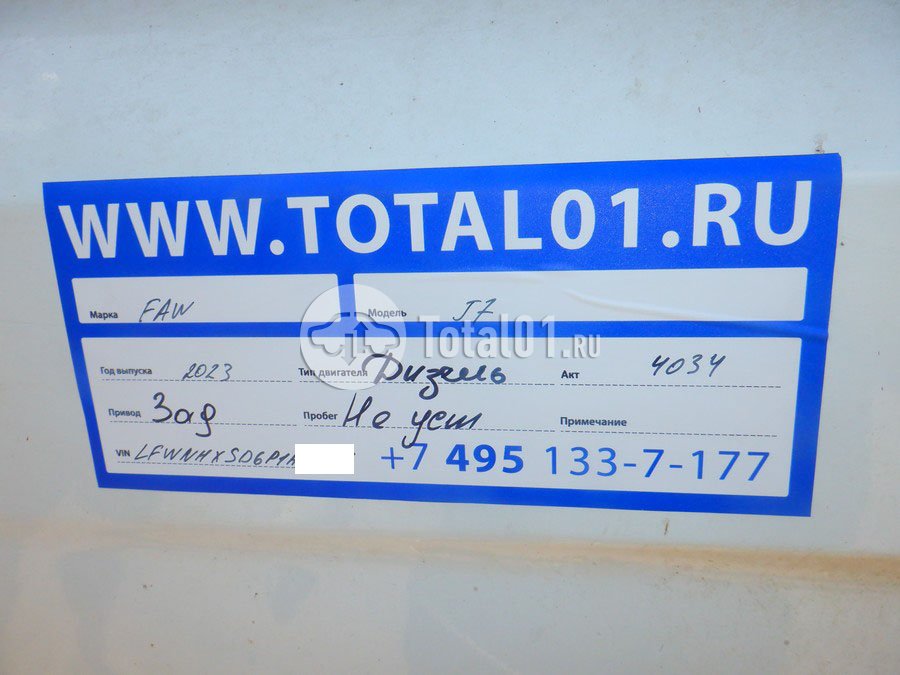 WWW.TOTAL01.RU
Марка FAW Модель J7
Total01.RU
Год выпуска 2023 Тип двигателя Дизель Акт 4034
Привод Зад Пробег Не уст Примечание
VIN LFWNHXSD6P1 +7 495 133-7-177